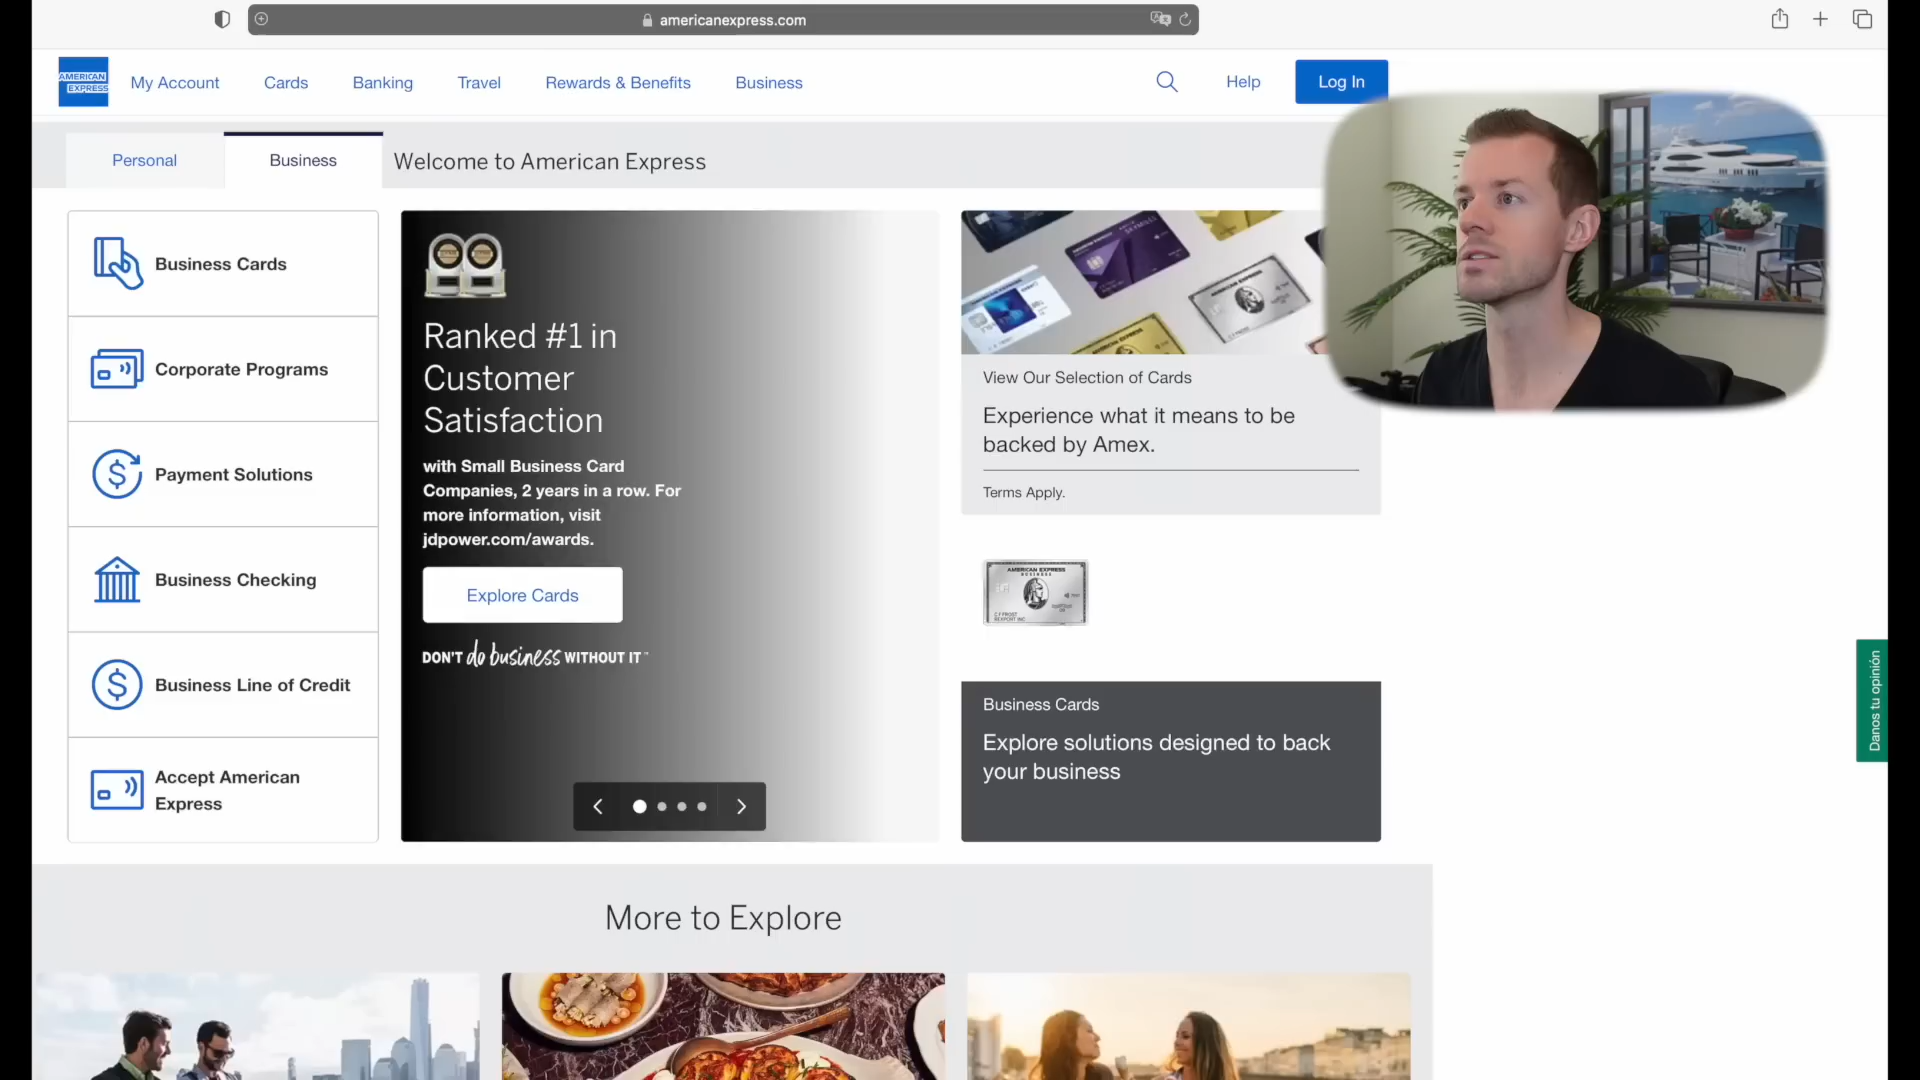 americanexpress.com
AMERICAN
EXPRESS
My Account
Cards
Banking
Travel
Rewards & Benefits
Business
Help
Log In
Personal
Business
Welcome to American Express
Business Cards
Corporate Programs
Payment Solutions
Business Checking
Business Line of Credit
Accept American
Express
Ranked #1 in
Customer
Satisfaction
with Small Business Card
Companies, 2 years in a row. For
more information, visit
jdpower.com/awards.
Explore Cards
DON'T do business WITHOUT IT™
View Our Selection of Cards
Experience what it means to be
backed by Amex.
Terms Apply.
AMERICAN EXPRESS
BUSINESS
Business Cards
Explore solutions designed to back
your business
Danos tu opinión
More to Explore